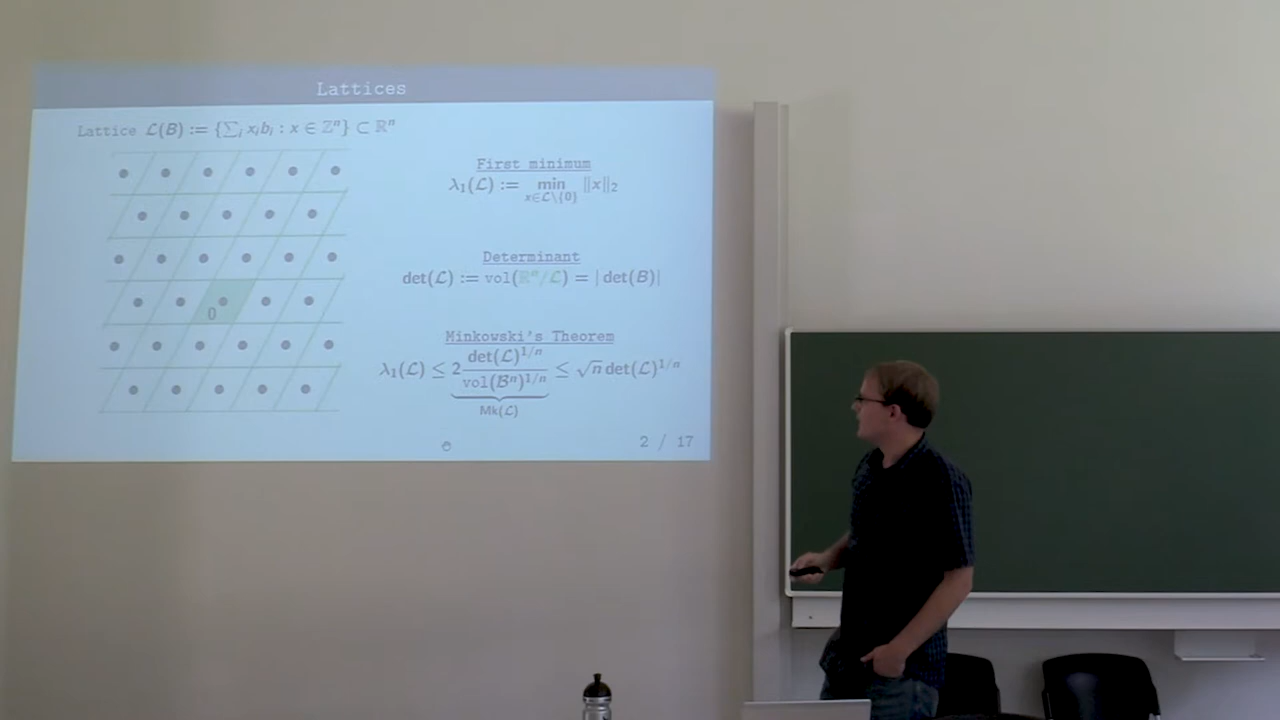 Lattices
Lattice ℒ(B) := {∑ᵢ xᵢbᵢ : x ∈ ℤⁿ} ⊂ ℝⁿ
0
First minimum
λ₁(ℒ) := min_{x∈ℒ\{0}} ‖x‖₂
Determinant
det(ℒ) := vol(ℝⁿ/ℒ) = | det(B)|
Minkowski's Theorem
λ₁(ℒ) ≤ 2 det(ℒ)^{1/n} / vol(ℬⁿ)^{1/n} ≤ √n det(ℒ)^{1/n}
Mk(ℒ)
2 / 17